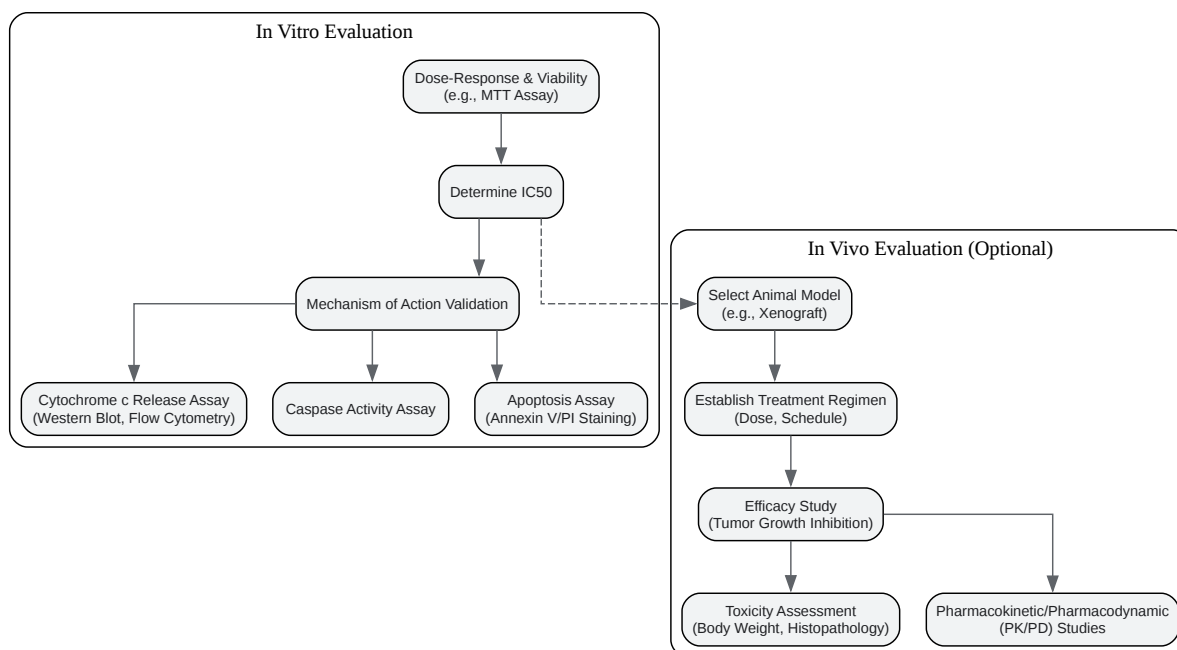 In Vitro Evaluation
Dose-Response & Viability
(e.g., MTT Assay)
Determine IC50
Mechanism of Action Validation
Cytochrome c Release Assay
(Western Blot, Flow Cytometry)
Caspase Activity Assay
Apoptosis Assay
(Annexin V/PI Staining)
In Vivo Evaluation (Optional)
Select Animal Model
(e.g., Xenograft)
Establish Treatment Regimen
(Dose, Schedule)
Efficacy Study
(Tumor Growth Inhibition)
Toxicity Assessment
(Body Weight, Histopathology)
Pharmacokinetic/Pharmacodynamic
(PK/PD) Studies